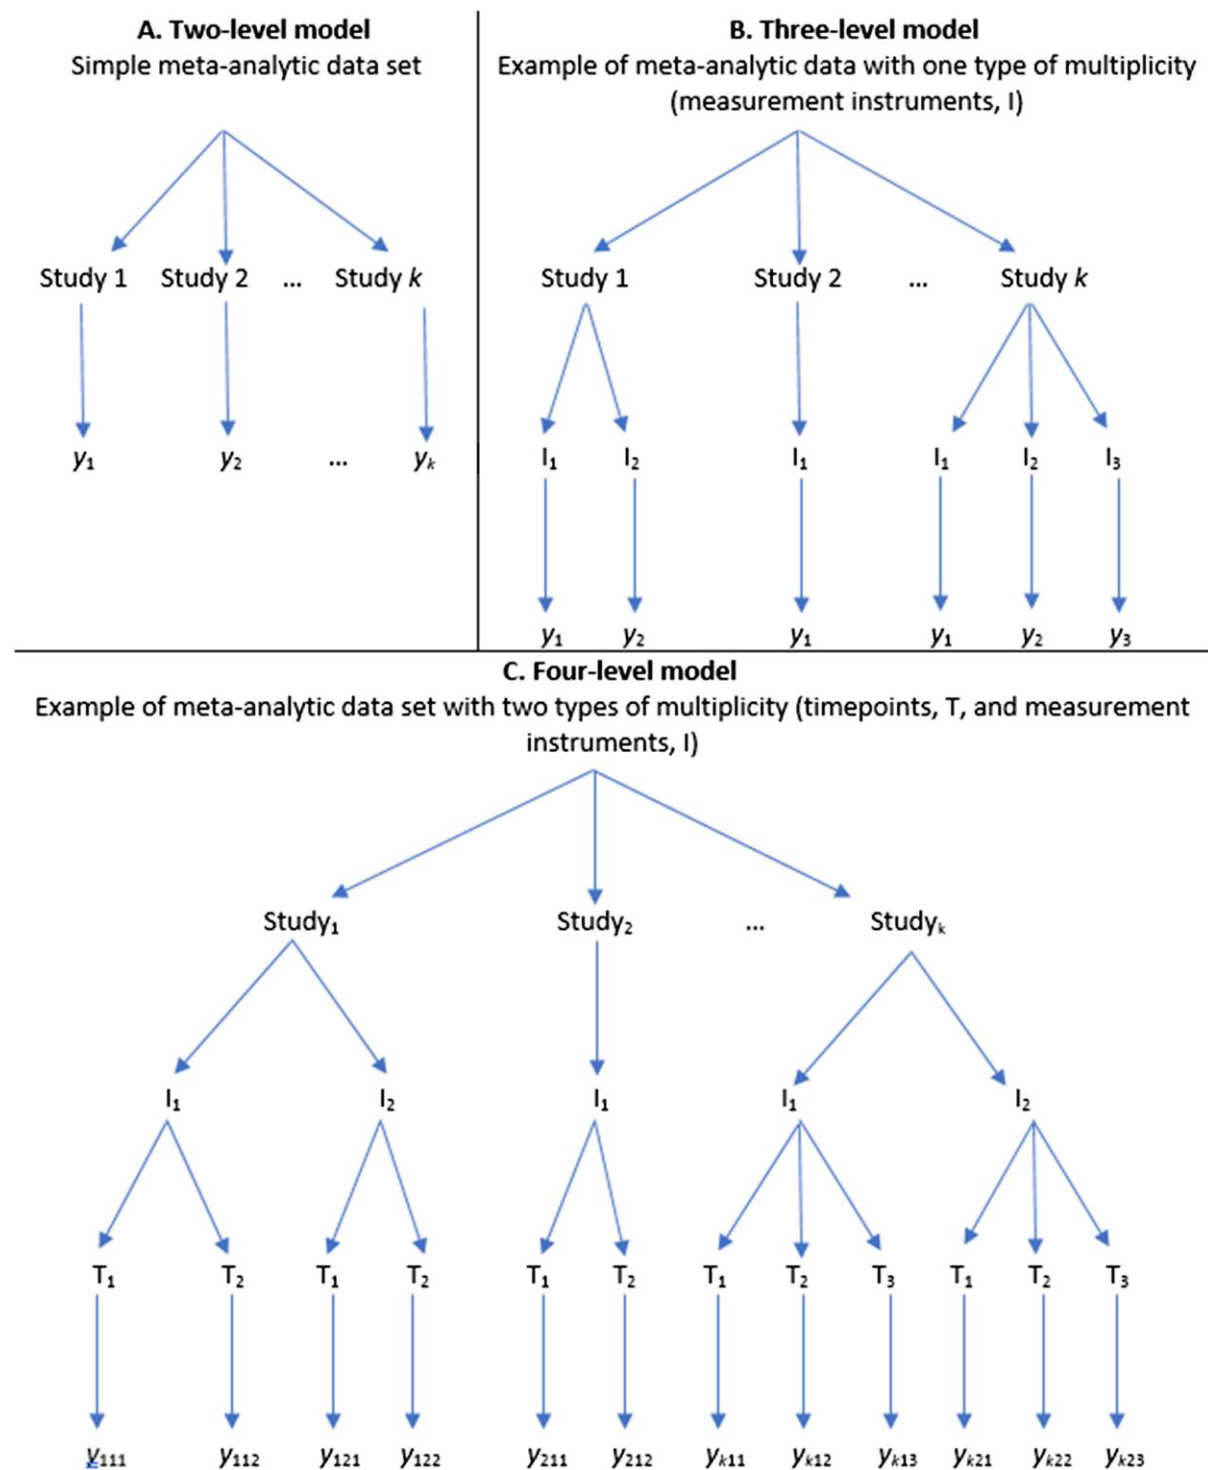 A. Two-level model
Simple meta-analytic data set
Study 1 Study 2 ... Study k
y1 y2 ... yk
B. Three-level model
Example of meta-analytic data with one type of multiplicity
(measurement instruments, I)
Study 1 Study 2 ... Study k
I1 I2 I1 I1 I2 I3
y1 y2 y1 y1 y2 y3
C. Four-level model
Example of meta-analytic data set with two types of multiplicity (timepoints, T, and measurement
instruments, I)
Study1 Study2 ... Studyk
I1 I2 I1 I1 I2
T1 T2 T1 T2 T1 T2 T1 T2 T3 T1 T2 T3
y111 y112 y121 y122 y211 y212 yk11 yk12 yk13 yk21 yk22 yk23